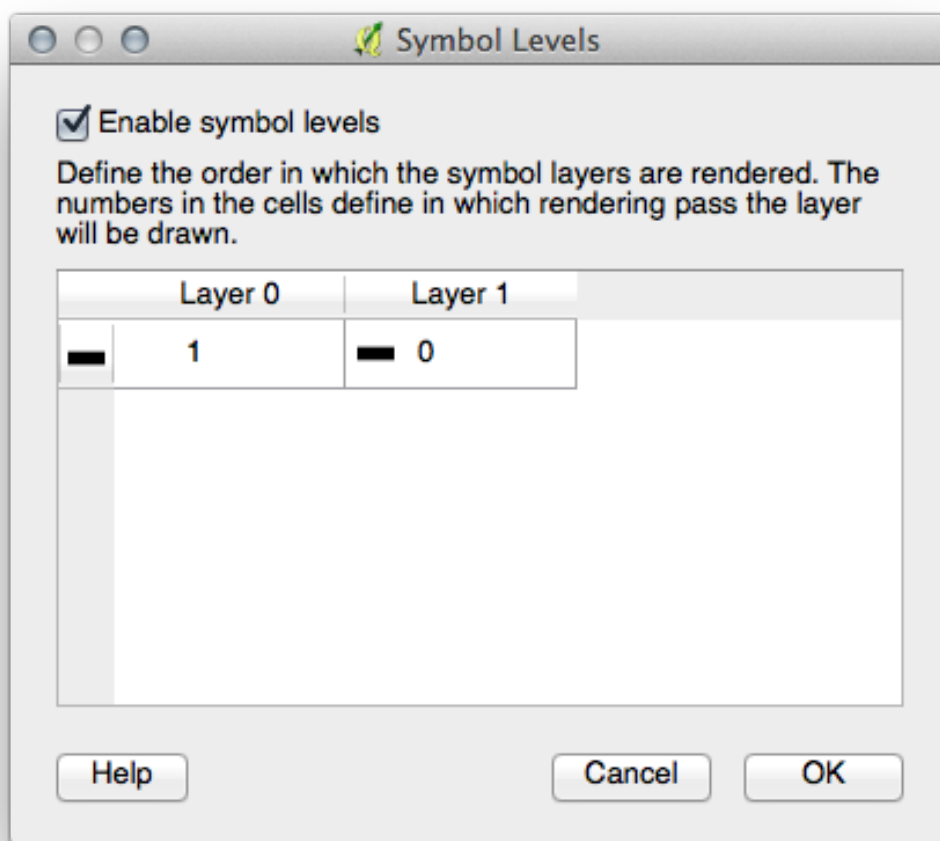 Symbol Levels
Enable symbol levels
Define the order in which the symbol layers are rendered. The
numbers in the cells define in which rendering pass the layer
will be drawn.
Layer 0 Layer 1
1 0
Help Cancel OK